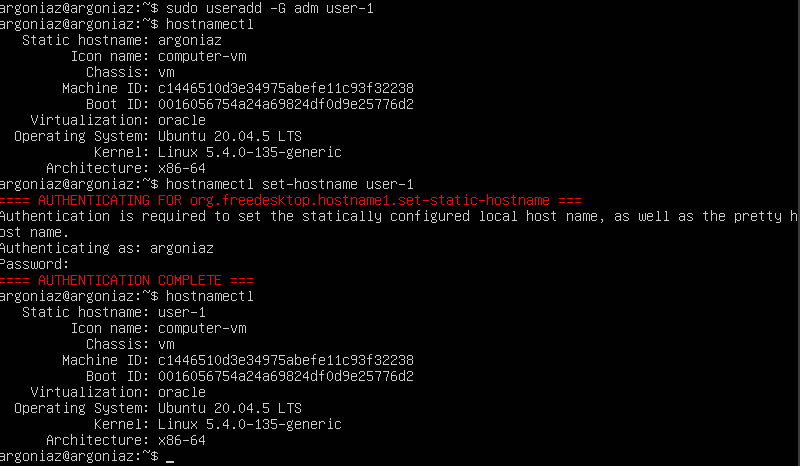 argoniaz@argoniaz:~$ sudo useradd -G adm user-1
argoniaz@argoniaz:~$ hostnamectl
Static hostname: argoniaz
Icon name: computer-vm
Chassis: vm
Machine ID: c1446510d3e34975abefe11c93f32238
Boot ID: 0016056754a24a69824df0d9e25776d2
Virtualization: oracle
Operating System: Ubuntu 20.04.5 LTS
Kernel: Linux 5.4.0-135-generic
Architecture: x86-64
argoniaz@argoniaz:~$ hostnamectl set-hostname user-1
==== AUTHENTICATING FOR org.freedesktop.hostname1.set-static-hostname ===
Authentication is required to set the statically configured local host name, as well as the pretty h
ost name.
Authenticating as: argoniaz
Password:
==== AUTHENTICATION COMPLETE ===
argoniaz@argoniaz:~$ hostnamectl
Static hostname: user-1
Icon name: computer-vm
Chassis: vm
Machine ID: c1446510d3e34975abefe11c93f32238
Boot ID: 0016056754a24a69824df0d9e25776d2
Virtualization: oracle
Operating System: Ubuntu 20.04.5 LTS
Kernel: Linux 5.4.0-135-generic
Architecture: x86-64
argoniaz@argoniaz:~$ _